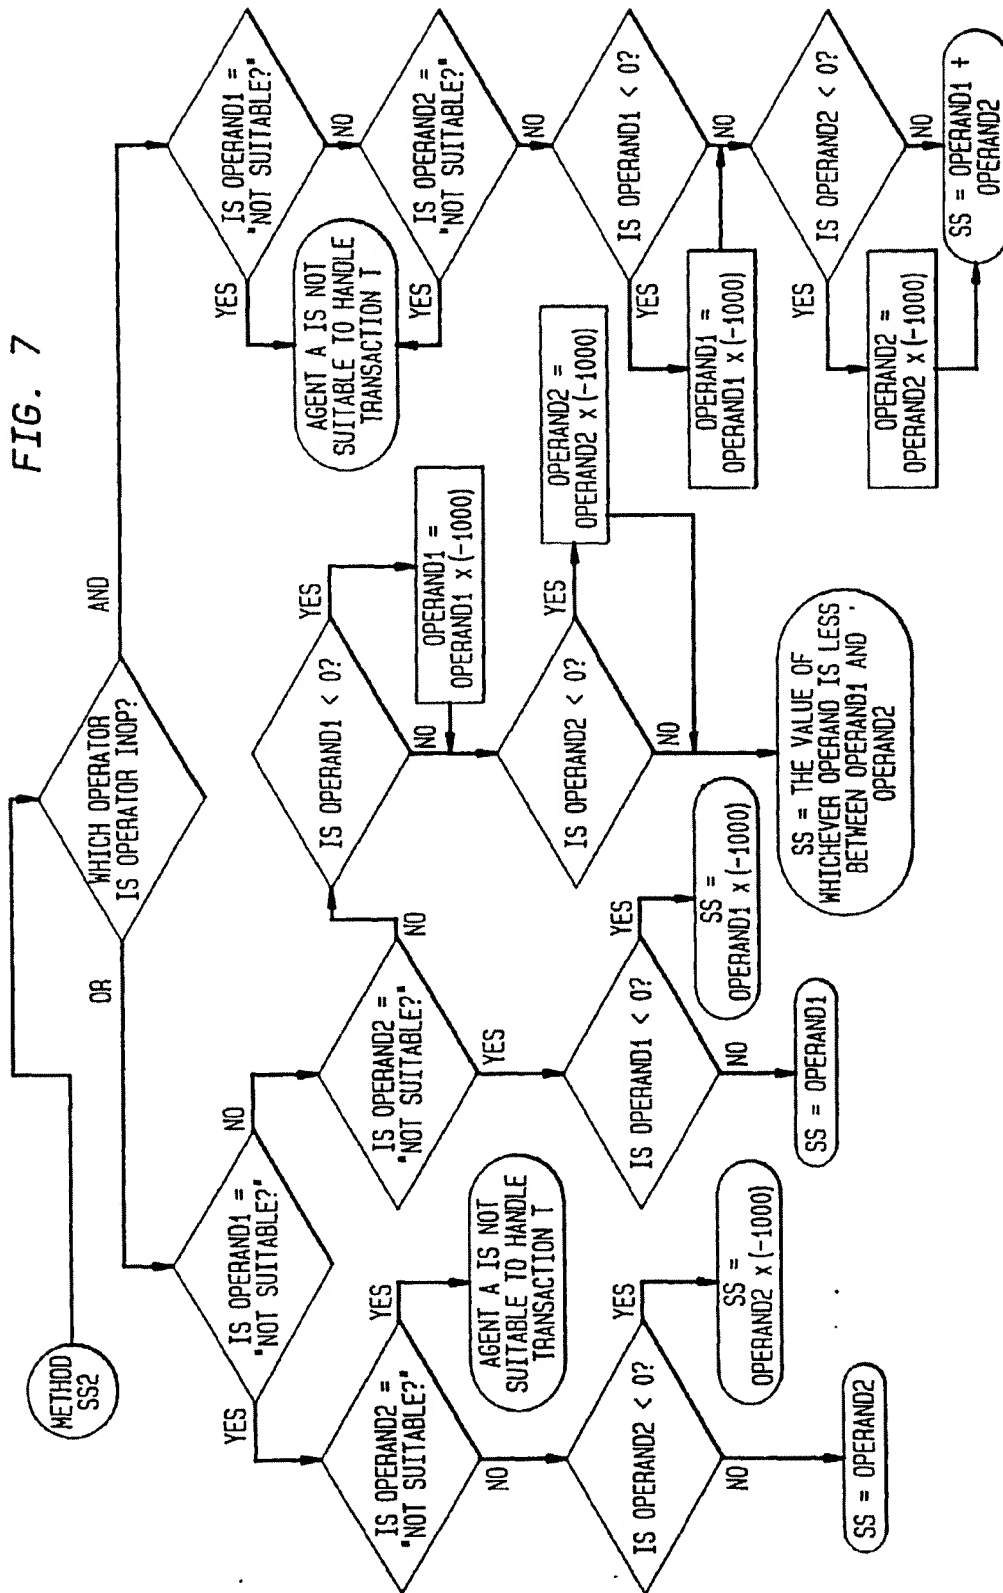 FIG. 7
METHOD
SS2
WHICH OPERATOR
IS OPERATOR INOP?
OR
AND
IS OPERAND1 =
"NOT SUITABLE?"
YES
NO
IS OPERAND2 =
"NOT SUITABLE?"
YES
NO
AGENT A IS NOT
SUITABLE TO HANDLE
TRANSACTION T
IS OPERAND2 < 0?
YES
NO
SS =
OPERAND2 x (-1000)
SS = OPERAND2
IS OPERAND2 =
"NOT SUITABLE?"
NO
YES
IS OPERAND1 < 0?
YES
NO
SS =
OPERAND1 x (-1000)
SS = OPERAND1
IS OPERAND1 < 0?
YES
NO
OPERAND1 =
OPERAND1 x (-1000)
IS OPERAND2 < 0?
YES
NO
OPERAND2 =
OPERAND2 x (-1000)
SS = THE VALUE OF
WHICHEVER OPERAND IS LESS
BETWEEN OPERAND1 AND
OPERAND2
IS OPERAND1 =
"NOT SUITABLE?"
YES
NO
AGENT A IS NOT
SUITABLE TO HANDLE
TRANSACTION T
IS OPERAND2 =
"NOT SUITABLE?"
YES
NO
IS OPERAND1 < 0?
YES
NO
OPERAND1 =
OPERAND1 x (-1000)
IS OPERAND2 < 0?
YES
NO
OPERAND2 =
OPERAND2 x (-1000)
SS = OPERAND1 +
OPERAND2